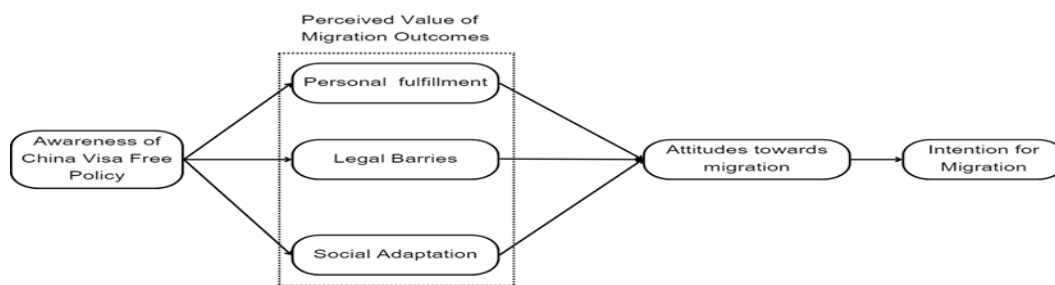 Perceived Value of
Migration Outcomes
Personal fulfillment
Awareness of
China Visa Free
Policy
Legal Barries
Attitudes towards
migration
Intention for
Migration
Social Adaptation